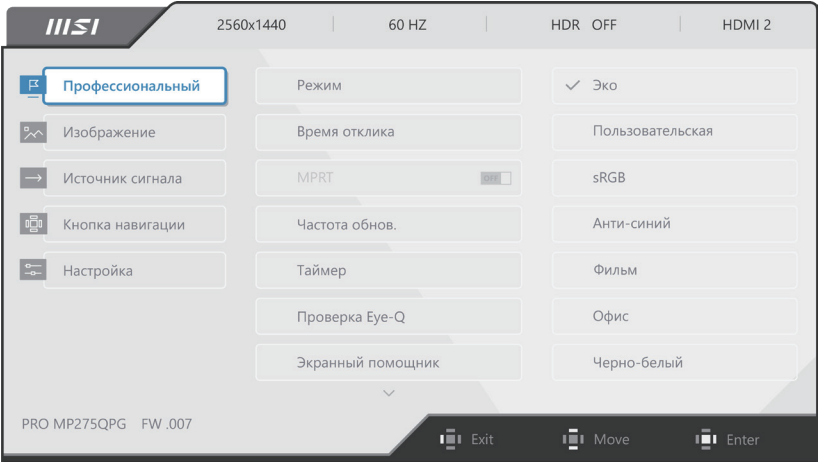 msi 2560x1440 60 HZ HDR OFF HDMI 2
Профессиональный Режим Эко
Изображение Время отклика Пользовательская
Источник сигнала MPRT OFF sRGB
Кнопка навигации Частота обнов. Анти-синий
Настройка Таймер Фильм
Проверка Eye-Q Офис
Экранный помощник Черно-белый
PRO MP275QPG FW .007
Exit Move Enter